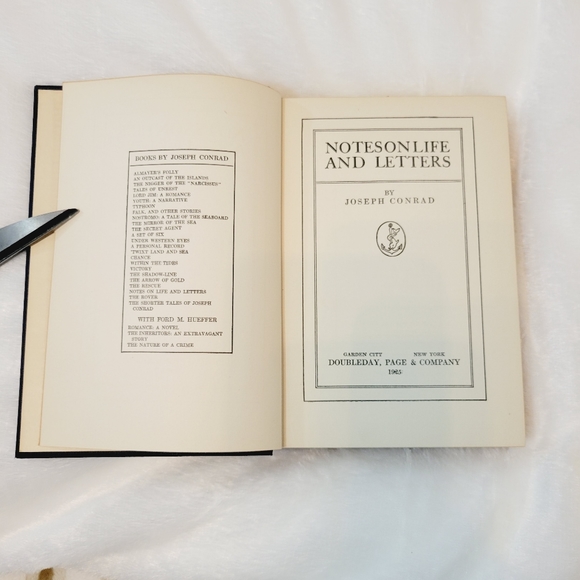 BOOKS BY JOSEPH CONRAD
ALMAYER'S FOLLY
AN OUTCAST OF THE ISLANDS
THE NIGGER OF THE "NARCISSUS"
TALES OF UNREST
LORD JIM: A ROMANCE
YOUTH: A NARRATIVE
TYPHOON
FALK, AND OTHER STORIES
NOSTROMO: A TALE OF THE SEABOARD
THE MIRROR OF THE SEA
THE SECRET AGENT
A SET OF SIX
UNDER WESTERN EYES
A PERSONAL RECORD
'TWIXT LAND AND SEA
CHANCE
WITHIN THE TIDES
VICTORY
THE SHADOW-LINE
THE ARROW OF GOLD
THE RESCUE
NOTES ON LIFE AND LETTERS
THE ROVER
THE SHORTER TALES OF JOSEPH
CONRAD
WITH FORD M. HUEFFER
ROMANCE: A NOVEL
THE INHERITORS: AN EXTRAVAGANT
STORY
THE NATURE OF A CRIME
NOTES ON LIFE
AND LETTERS
BY
JOSEPH CONRAD
GARDEN CITY NEW YORK
DOUBLEDAY, PAGE & COMPANY
1925